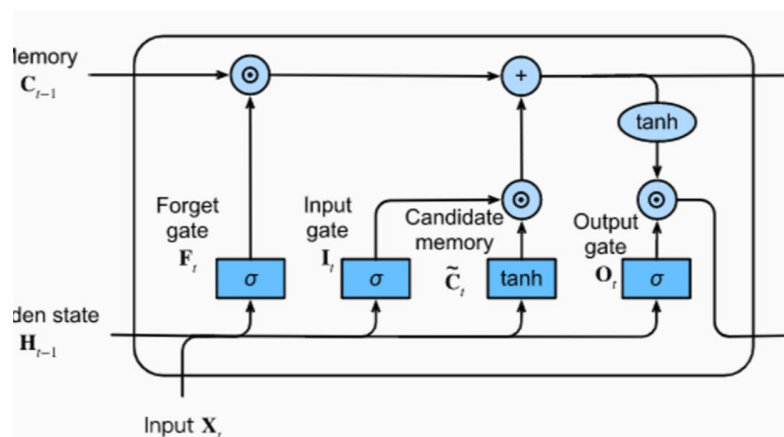 Memory
C_{t−1}
⊙
+
tanh
Forget
gate
F_t
σ
Input
gate
I_t
σ
⊙
Candidate
memory
C̃_t
tanh
Output
gate
O_t
⊙
σ
den state
H_{t−1}
Input X_t